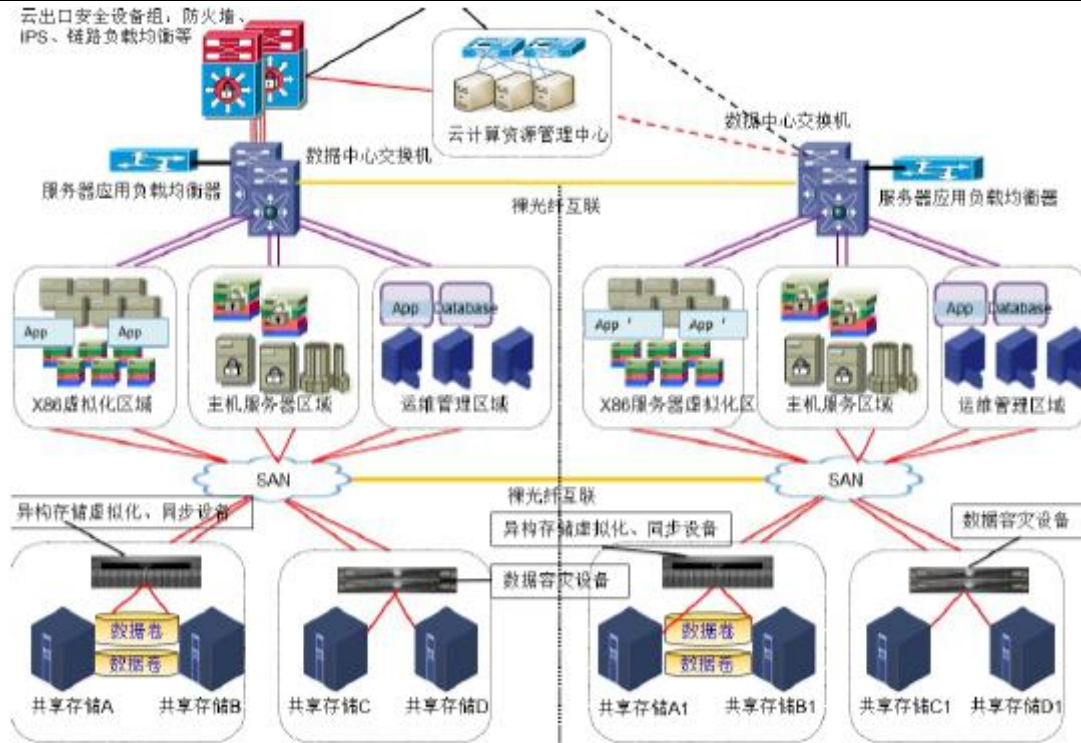 云出口安全设备组：防火墙、
IPS、链路负载均衡等
云计算资源管理中心
数据中心交换机
数据中心交换机
服务器应用负载均衡器
服务器应用负载均衡器
裸光纤互联
App
App
X86虚拟化区域
主机服务器区域
App
Database
运维管理区域
App
App
X86服务器虚拟化区
主机服务区域
App
Database
运维管理区域
SAN
SAN
裸光纤互联
异构存储虚拟化、同步设备
异构存储虚拟化、同步设备
数据容灾设备
数据容灾设备
数据卷
数据卷
数据卷
数据卷
共享存储A
共享存储B
共享存储C
共享存储D
共享存储A1
共享存储B1
共享存储C1
共享存储D1